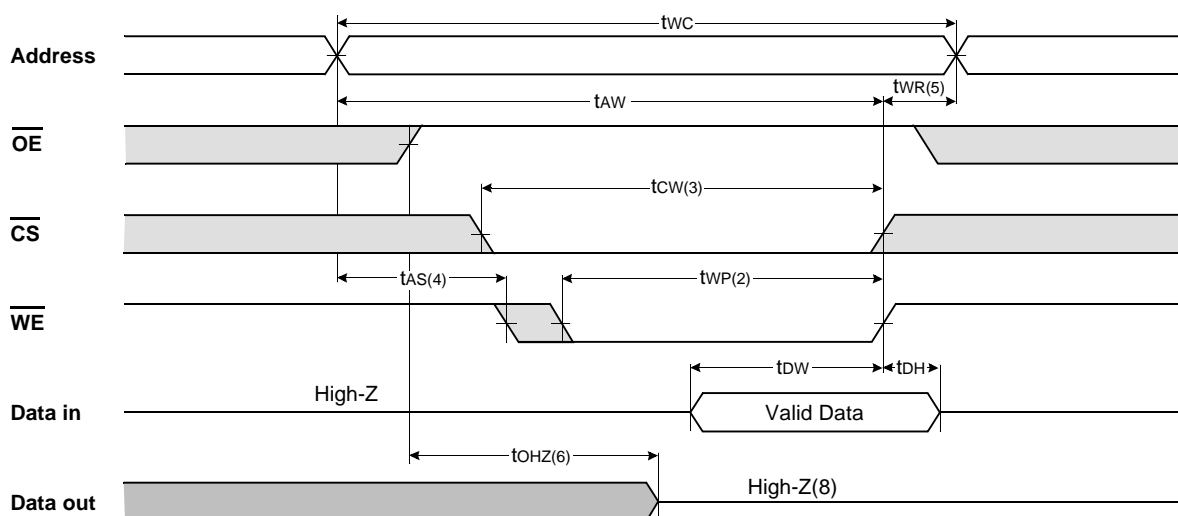 tWC
Address
tAW
tWR(5)
OE
tCW(3)
CS
tAS(4)
tWP(2)
WE
tDW
tDH
High-Z
Data in
Valid Data
tOHZ(6)
High-Z(8)
Data out